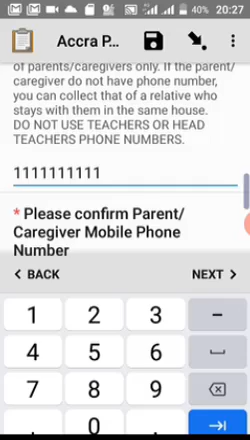 40% 20:27
Accra P...
of parents/caregivers only. If the parent/
caregiver do not have phone number,
you can collect that of a relative who
stays with them in the same house.
DO NOT USE TEACHERS OR HEAD
TEACHERS PHONE NUMBERS.
1111111111
* Please confirm Parent/
Caregiver Mobile Phone
Number
< BACK NEXT >
1 2 3 -
4 5 6
7 8 9
, 0 .